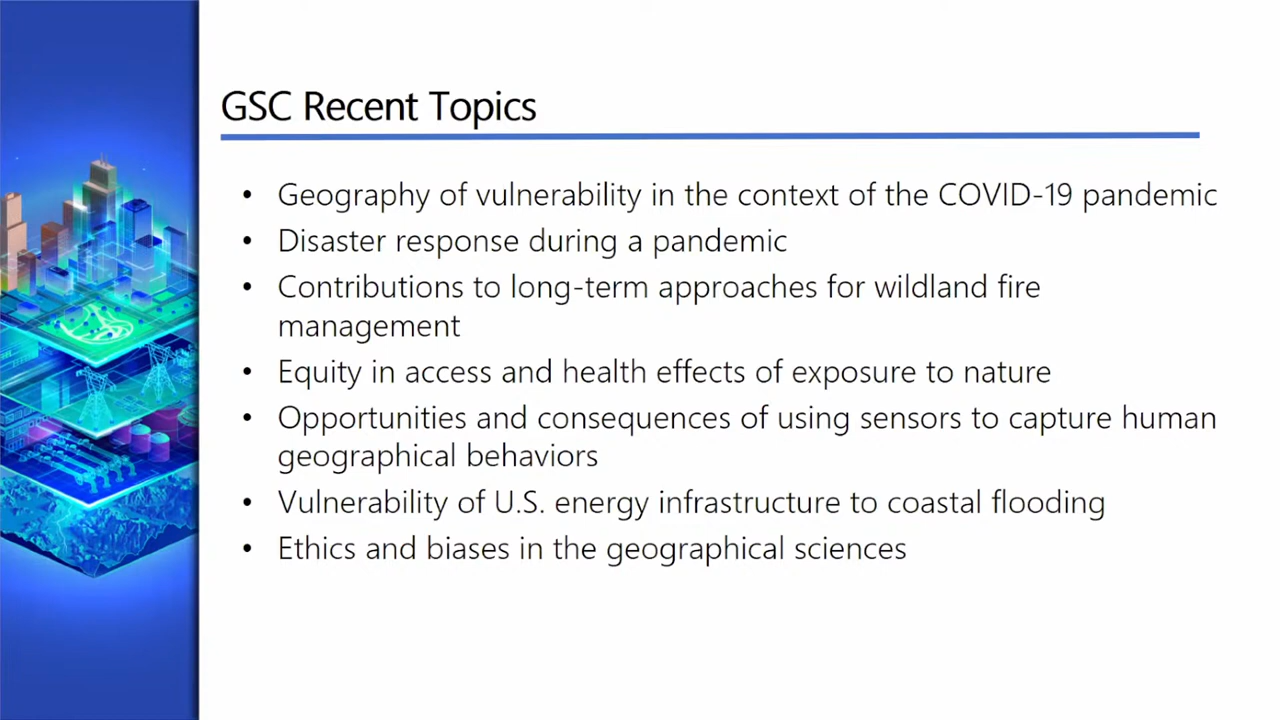 GSC Recent Topics
• Geography of vulnerability in the context of the COVID-19 pandemic
• Disaster response during a pandemic
• Contributions to long-term approaches for wildland fire
management
• Equity in access and health effects of exposure to nature
• Opportunities and consequences of using sensors to capture human
geographical behaviors
• Vulnerability of U.S. energy infrastructure to coastal flooding
• Ethics and biases in the geographical sciences